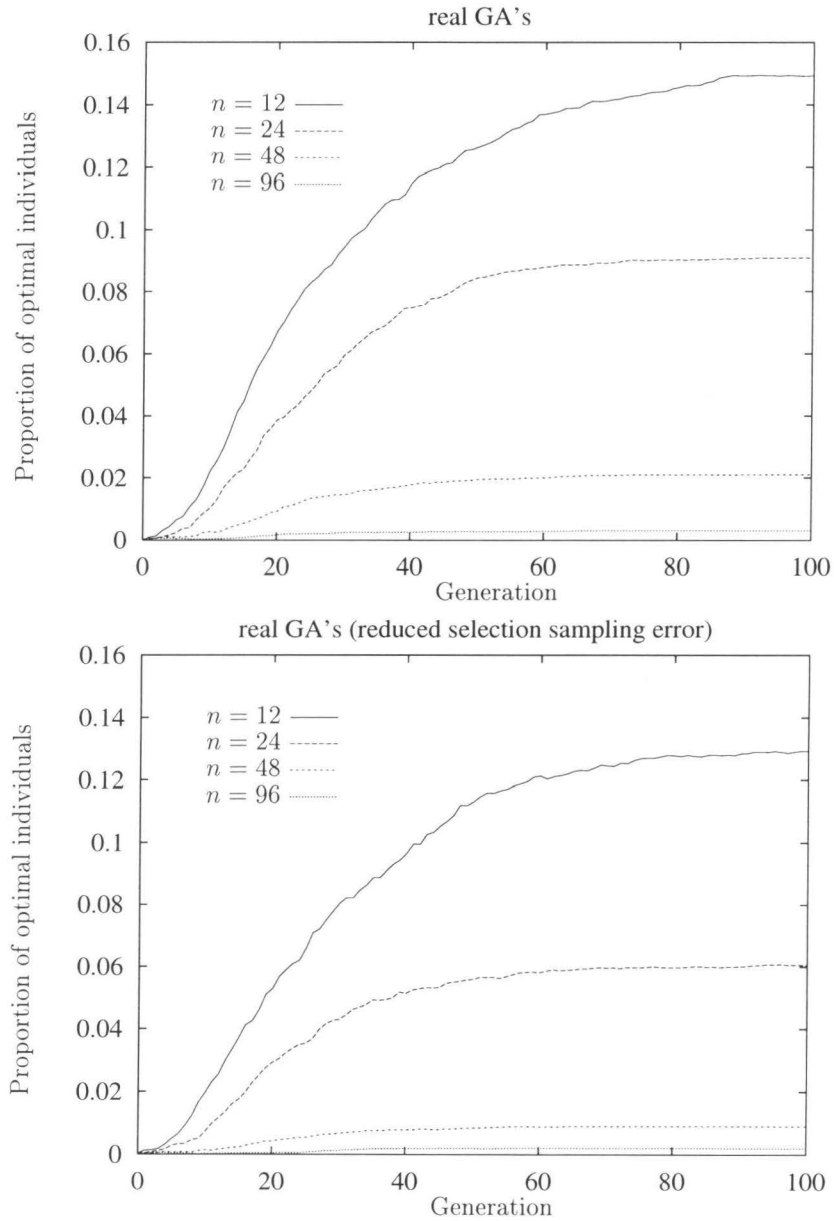 real GA's
0.16
0.14
0.12
0.1
0.08
0.06
0.04
0.02
0
Proportion of optimal individuals
n = 12
n = 24
n = 48
n = 96
0 20 40 60 80 100
Generation
real GA's (reduced selection sampling error)
0.16
0.14
0.12
0.1
0.08
0.06
0.04
0.02
0
Proportion of optimal individuals
n = 12
n = 24
n = 48
n = 96
0 20 40 60 80 100
Generation